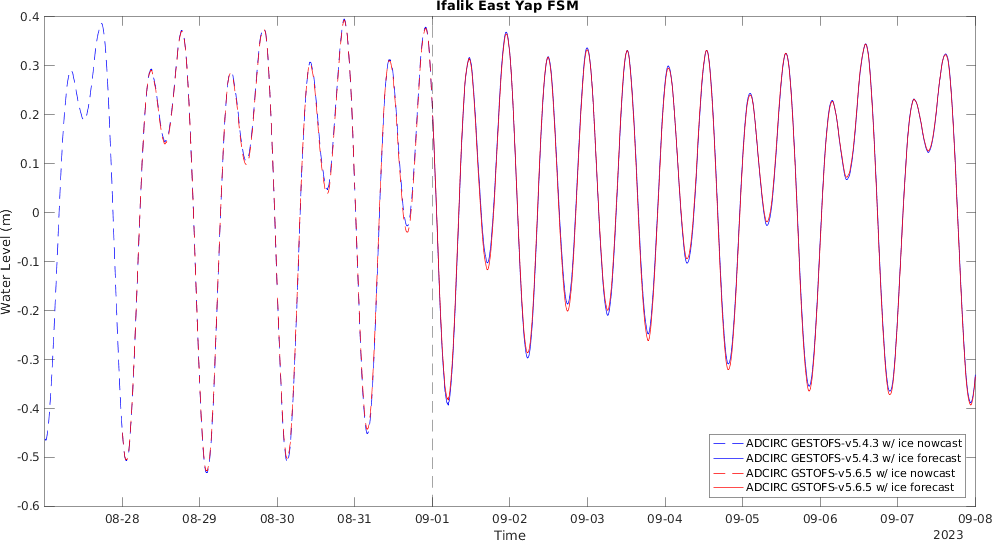 Ifalik East Yap FSM
0.4
0.3
0.2
0.1
0
-0.1
-0.2
-0.3
-0.4
-0.5
-0.6
Water Level (m)
08-28 08-29 08-30 08-31 09-01 09-02 09-03 09-04 09-05 09-06 09-07 09-08
Time
2023
ADCIRC GESTOFS-v5.4.3 w/ ice nowcast
ADCIRC GESTOFS-v5.4.3 w/ ice forecast
ADCIRC GSTOFS-v5.6.5 w/ ice nowcast
ADCIRC GSTOFS-v5.6.5 w/ ice forecast